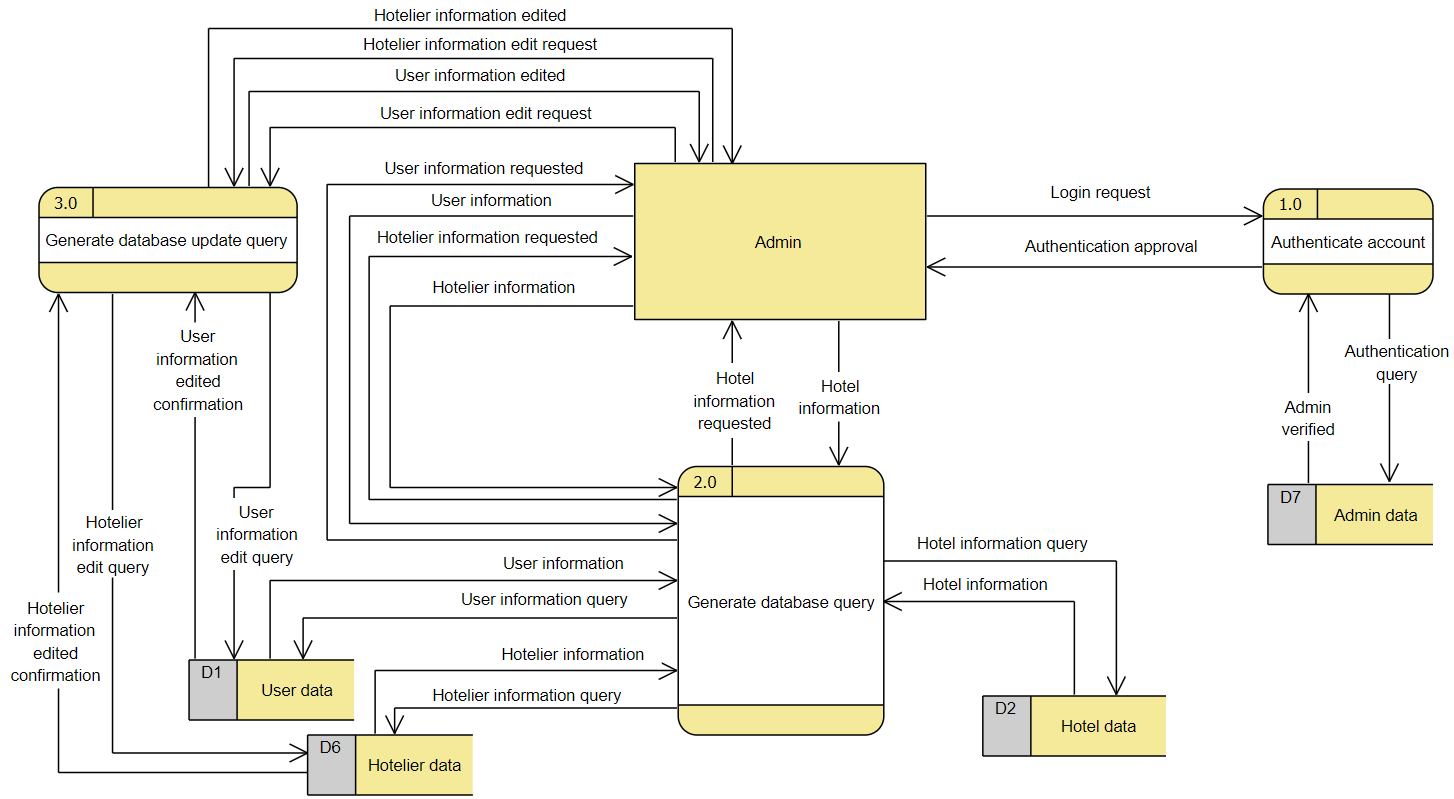 Hotelier information edited
Hotelier information edit request
User information edited
User information edit request
User information requested
User information
Hotelier information requested
Hotelier information
Admin
Login request
Authentication approval
3.0
Generate database update query
1.0
Authenticate account
User
information
edited
confirmation
Hotel
information
requested
Hotel
information
Authentication
query
Admin
verified
2.0
Generate database query
D7
Admin data
Hotelier
information
edit query
User
information
edit query
Hotelier
information
edited
confirmation
User information
User information query
Hotelier information
Hotelier information query
Hotel information query
Hotel information
D1
User data
D6
Hotelier data
D2
Hotel data